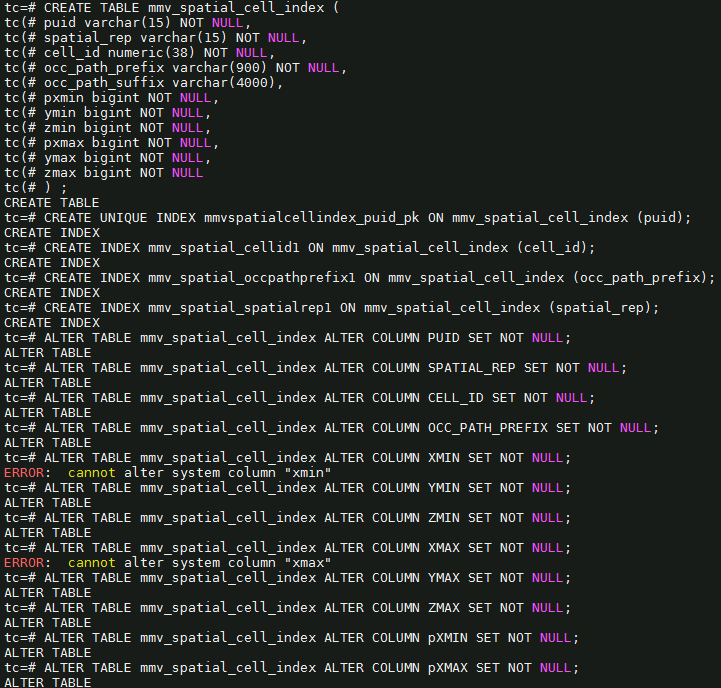 tc=# CREATE TABLE mmv_spatial_cell_index (
tc(# puid varchar(15) NOT NULL,
tc(# spatial_rep varchar(15) NOT NULL,
tc(# cell_id numeric(38) NOT NULL,
tc(# occ_path_prefix varchar(900) NOT NULL,
tc(# occ_path_suffix varchar(4000),
tc(# pxmin bigint NOT NULL,
tc(# ymin bigint NOT NULL,
tc(# zmin bigint NOT NULL,
tc(# pxmax bigint NOT NULL,
tc(# ymax bigint NOT NULL,
tc(# zmax bigint NOT NULL
tc(# ) ;
CREATE TABLE
tc=# CREATE UNIQUE INDEX mmvspatialcellindex_puid_pk ON mmv_spatial_cell_index (puid);
CREATE INDEX
tc=# CREATE INDEX mmv_spatial_cellid1 ON mmv_spatial_cell_index (cell_id);
CREATE INDEX
tc=# CREATE INDEX mmv_spatial_occpathprefix1 ON mmv_spatial_cell_index (occ_path_prefix);
CREATE INDEX
tc=# CREATE INDEX mmv_spatial_spatialrep1 ON mmv_spatial_cell_index (spatial_rep);
CREATE INDEX
tc=# ALTER TABLE mmv_spatial_cell_index ALTER COLUMN PUID SET NOT NULL;
ALTER TABLE
tc=# ALTER TABLE mmv_spatial_cell_index ALTER COLUMN SPATIAL_REP SET NOT NULL;
ALTER TABLE
tc=# ALTER TABLE mmv_spatial_cell_index ALTER COLUMN CELL_ID SET NOT NULL;
ALTER TABLE
tc=# ALTER TABLE mmv_spatial_cell_index ALTER COLUMN OCC_PATH_PREFIX SET NOT NULL;
ALTER TABLE
tc=# ALTER TABLE mmv_spatial_cell_index ALTER COLUMN XMIN SET NOT NULL;
ERROR:  cannot alter system column "xmin"
tc=# ALTER TABLE mmv_spatial_cell_index ALTER COLUMN YMIN SET NOT NULL;
ALTER TABLE
tc=# ALTER TABLE mmv_spatial_cell_index ALTER COLUMN ZMIN SET NOT NULL;
ALTER TABLE
tc=# ALTER TABLE mmv_spatial_cell_index ALTER COLUMN XMAX SET NOT NULL;
ERROR:  cannot alter system column "xmax"
tc=# ALTER TABLE mmv_spatial_cell_index ALTER COLUMN YMAX SET NOT NULL;
ALTER TABLE
tc=# ALTER TABLE mmv_spatial_cell_index ALTER COLUMN ZMAX SET NOT NULL;
ALTER TABLE
tc=# ALTER TABLE mmv_spatial_cell_index ALTER COLUMN pXMIN SET NOT NULL;
ALTER TABLE
tc=# ALTER TABLE mmv_spatial_cell_index ALTER COLUMN pXMAX SET NOT NULL;
ALTER TABLE